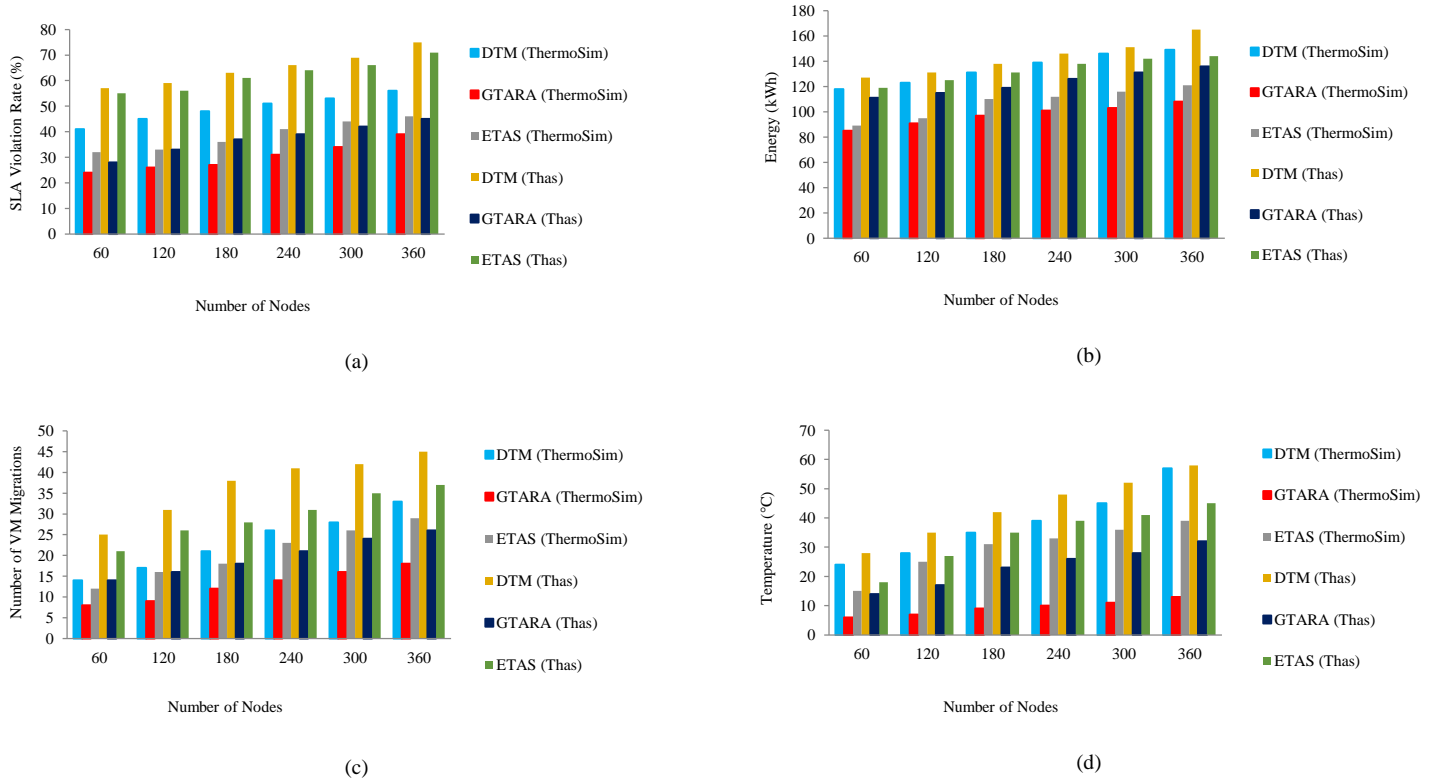 80
70
60
50
40
30
20
10
0
SLA Violation Rate (%)
60 120 180 240 300 360
Number of Nodes
DTM (ThermoSim)
GTARA (ThermoSim)
ETAS (ThermoSim)
DTM (Thas)
GTARA (Thas)
ETAS (Thas)
(a)
180
160
140
120
100
80
60
40
20
0
Energy (kWh)
60 120 180 240 300 360
Number of Nodes
DTM (ThermoSim)
GTARA (ThermoSim)
ETAS (ThermoSim)
DTM (Thas)
GTARA (Thas)
ETAS (Thas)
(b)
50
45
40
35
30
25
20
15
10
5
0
Number of VM Migrations
60 120 180 240 300 360
Number of Nodes
DTM (ThermoSim)
GTARA (ThermoSim)
ETAS (ThermoSim)
DTM (Thas)
GTARA (Thas)
ETAS (Thas)
(c)
70
60
50
40
30
20
10
0
Temperature (°C)
60 120 180 240 300 360
Number of Nodes
DTM (ThermoSim)
GTARA (ThermoSim)
ETAS (ThermoSim)
DTM (Thas)
GTARA (Thas)
ETAS (Thas)
(d)